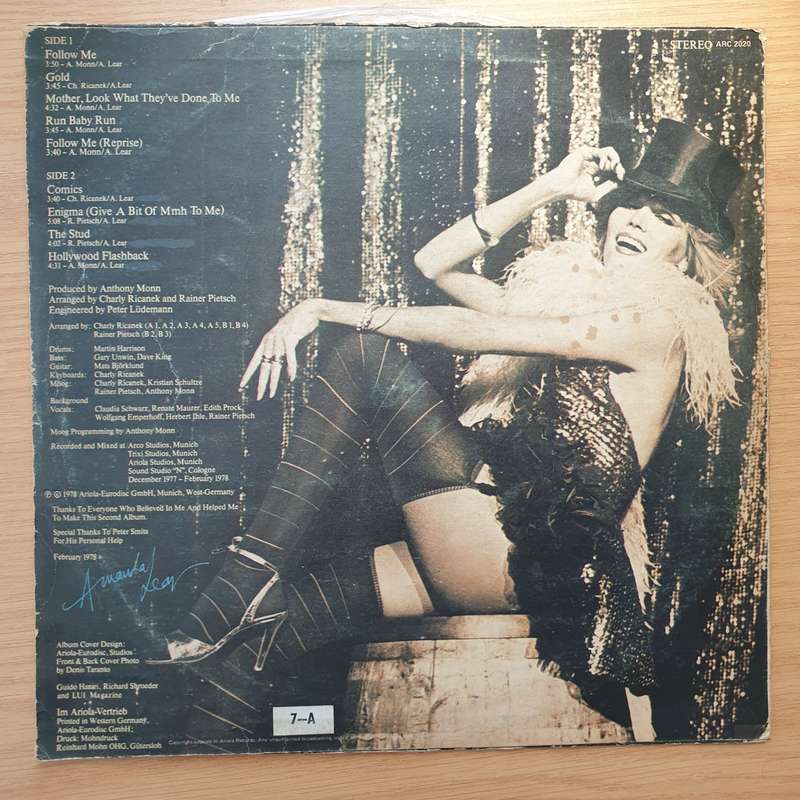 STEREO ARC 2020
SIDE 1
Follow Me
3:50 - A. Monn/A. Lear
Gold
3:45 - Ch. Ricanek/A.Lear
Mother, Look What They've Done To Me
4:32 - A. Monn/A. Lear
Run Baby Run
3:45 - A. Monn/A. Lear
Follow Me (Reprise)
3:40 - A. Monn/A. Lear
SIDE 2
Comics
3:40 - Ch. Ricanek/A. Lear
Enigma (Give A Bit Of Mmh To Me)
5:08 - R. Pietsch/A. Lear
The Stud
4:02 - R. Pietsch/A. Lear
Hollywood Flashback
4:31 - A. Monn/A. Lear
Produced by Anthony Monn
Arranged by Charly Ricanek and Rainer Pietsch
Engineered by Peter Lüdemann
Arranged by: Charly Ricanek (A 1, A 2, A 3, A 4, A 5, B 1, B 4)
Rainer Pietsch (B 2, B 3)
Drums: Martin Harrison
Bass: Gary Unwin, Dave King
Guitar: Mats Björklund
Keyboards: Charly Ricanek
Moog: Charly Ricanek, Kristian Schultze
Rainer Pietsch, Anthony Monn
Background
Vocals: Claudia Schwarz, Renate Maurer, Edith Prock,
Wolfgang Emperhoff, Herbert Ihle, Rainer Pietsch
Moog Programming by Anthony Monn
Recorded and Mixed at Arco Studios, Munich
Trixi Studios, Munich
Ariola Studios, Munich
Sound Studio "N", Cologne
December 1977 - February 1978
℗ © 1978 Ariola-Eurodisc GmbH, Munich, West-Germany
Thanks To Everyone Who Believed In Me And Helped Me
To Make This Second Album.
Special Thanks To Peter Smits
For His Personal Help
February 1978
Amanda Lear
Album Cover Design:
Ariola-Eurodisc, Studios
Front & Back Cover Photo
by Denis Taranto
Guido Harari, Richard Shroeder
and LUI Magazine
Im Ariola-Vertrieb
Printed in Western Germany,
Ariola-Eurodisc GmbH;
Druck: Mohndruck
Reinhard Mohn OHG, Gütersloh
7--A